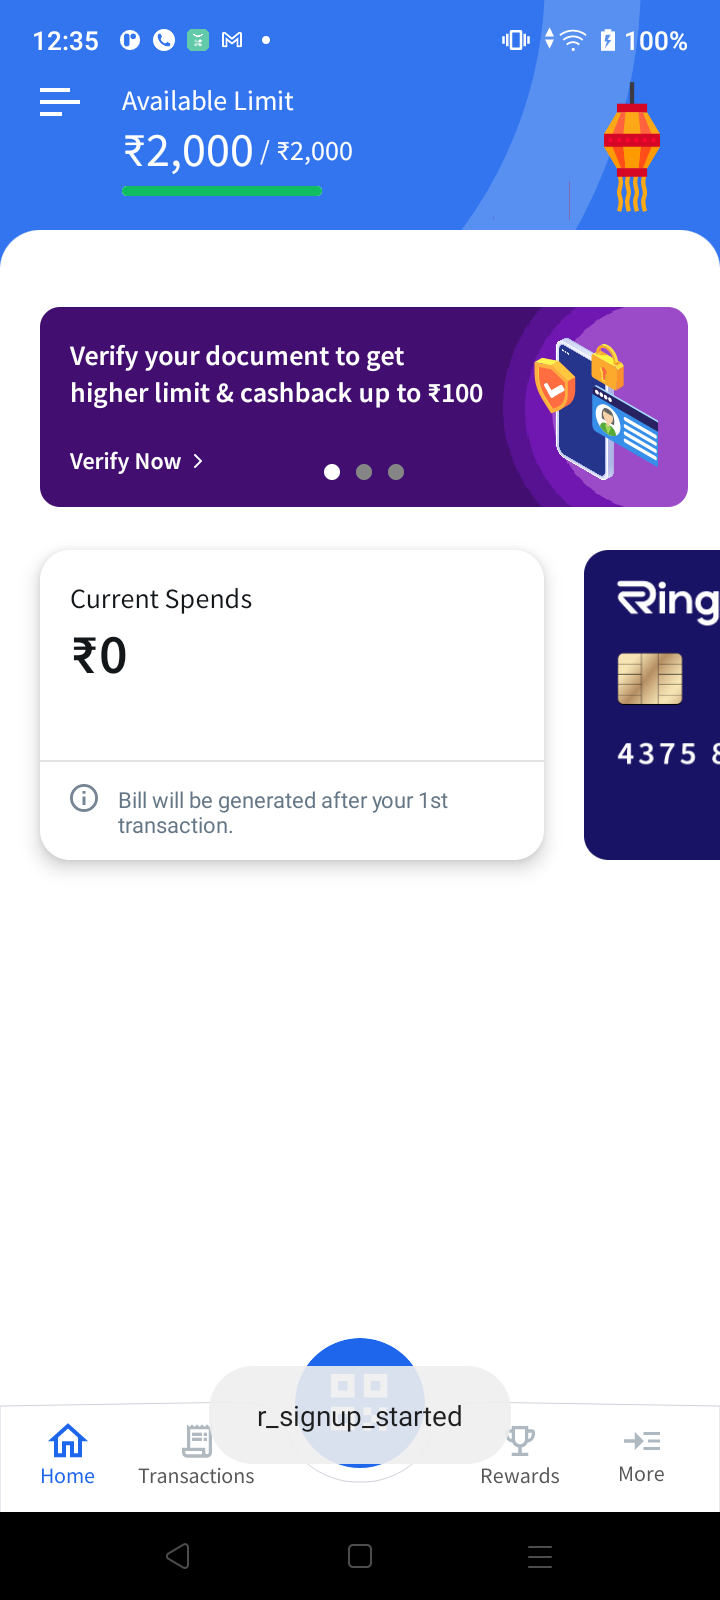 12:35
100%
Available Limit
₹2,000 / ₹2,000
Verify your document to get
higher limit & cashback up to ₹100
Verify Now
Current Spends
₹0
Bill will be generated after your 1st
transaction.
Ring
4375
r_signup_started
Home
Transactions
Rewards
More